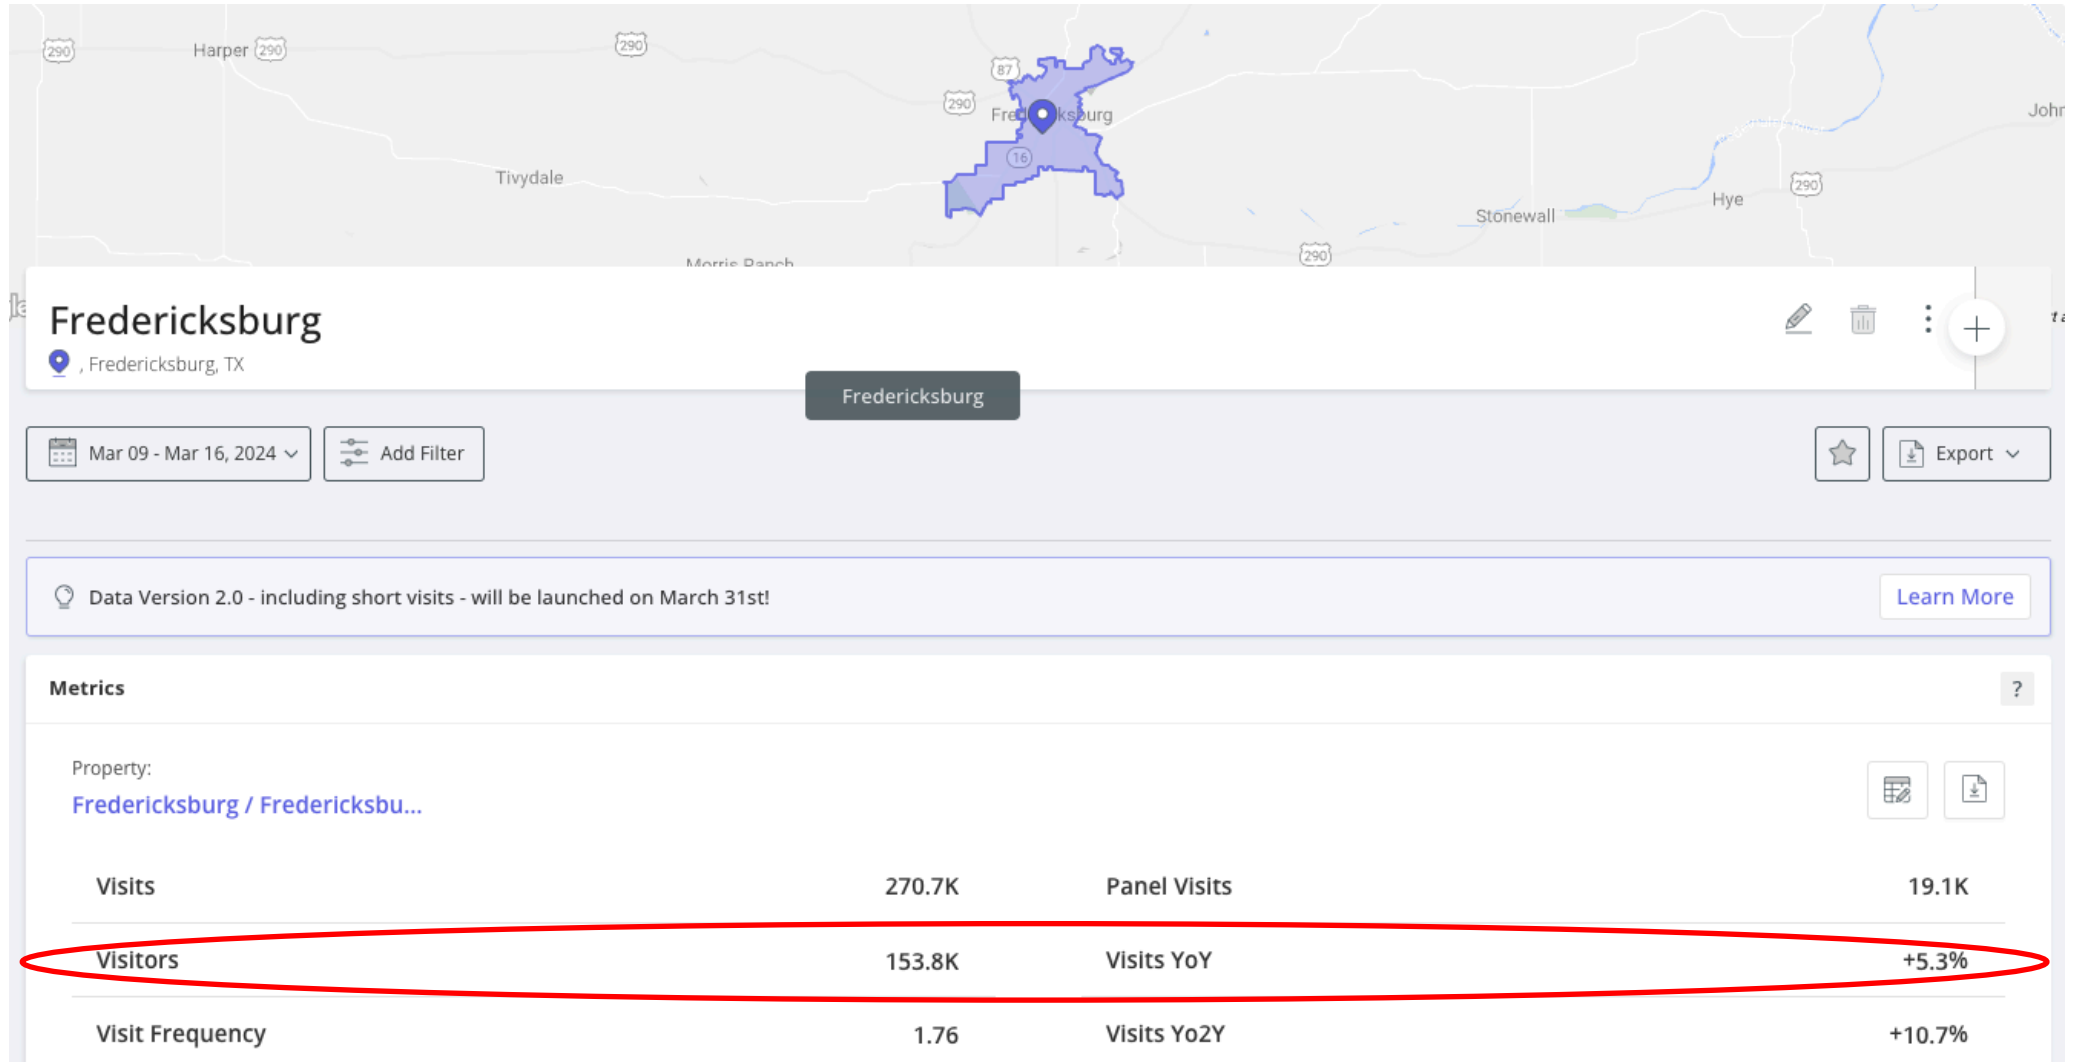 290
Harper 290
290
87
290
Fredericksburg
John
16
Tivydale
290
Hye
Stonewall
290
Morris Ranch
Fredericksburg
, Fredericksburg, TX
Fredericksburg
Mar 09 - Mar 16, 2024
Add Filter
Export
Data Version 2.0 - including short visits - will be launched on March 31st!
Learn More
Metrics
?
Property:
Fredericksburg / Fredericksbu...
Visits 270.7K Panel Visits 19.1K
Visitors 153.8K Visits YoY +5.3%
Visit Frequency 1.76 Visits Yo2Y +10.7%